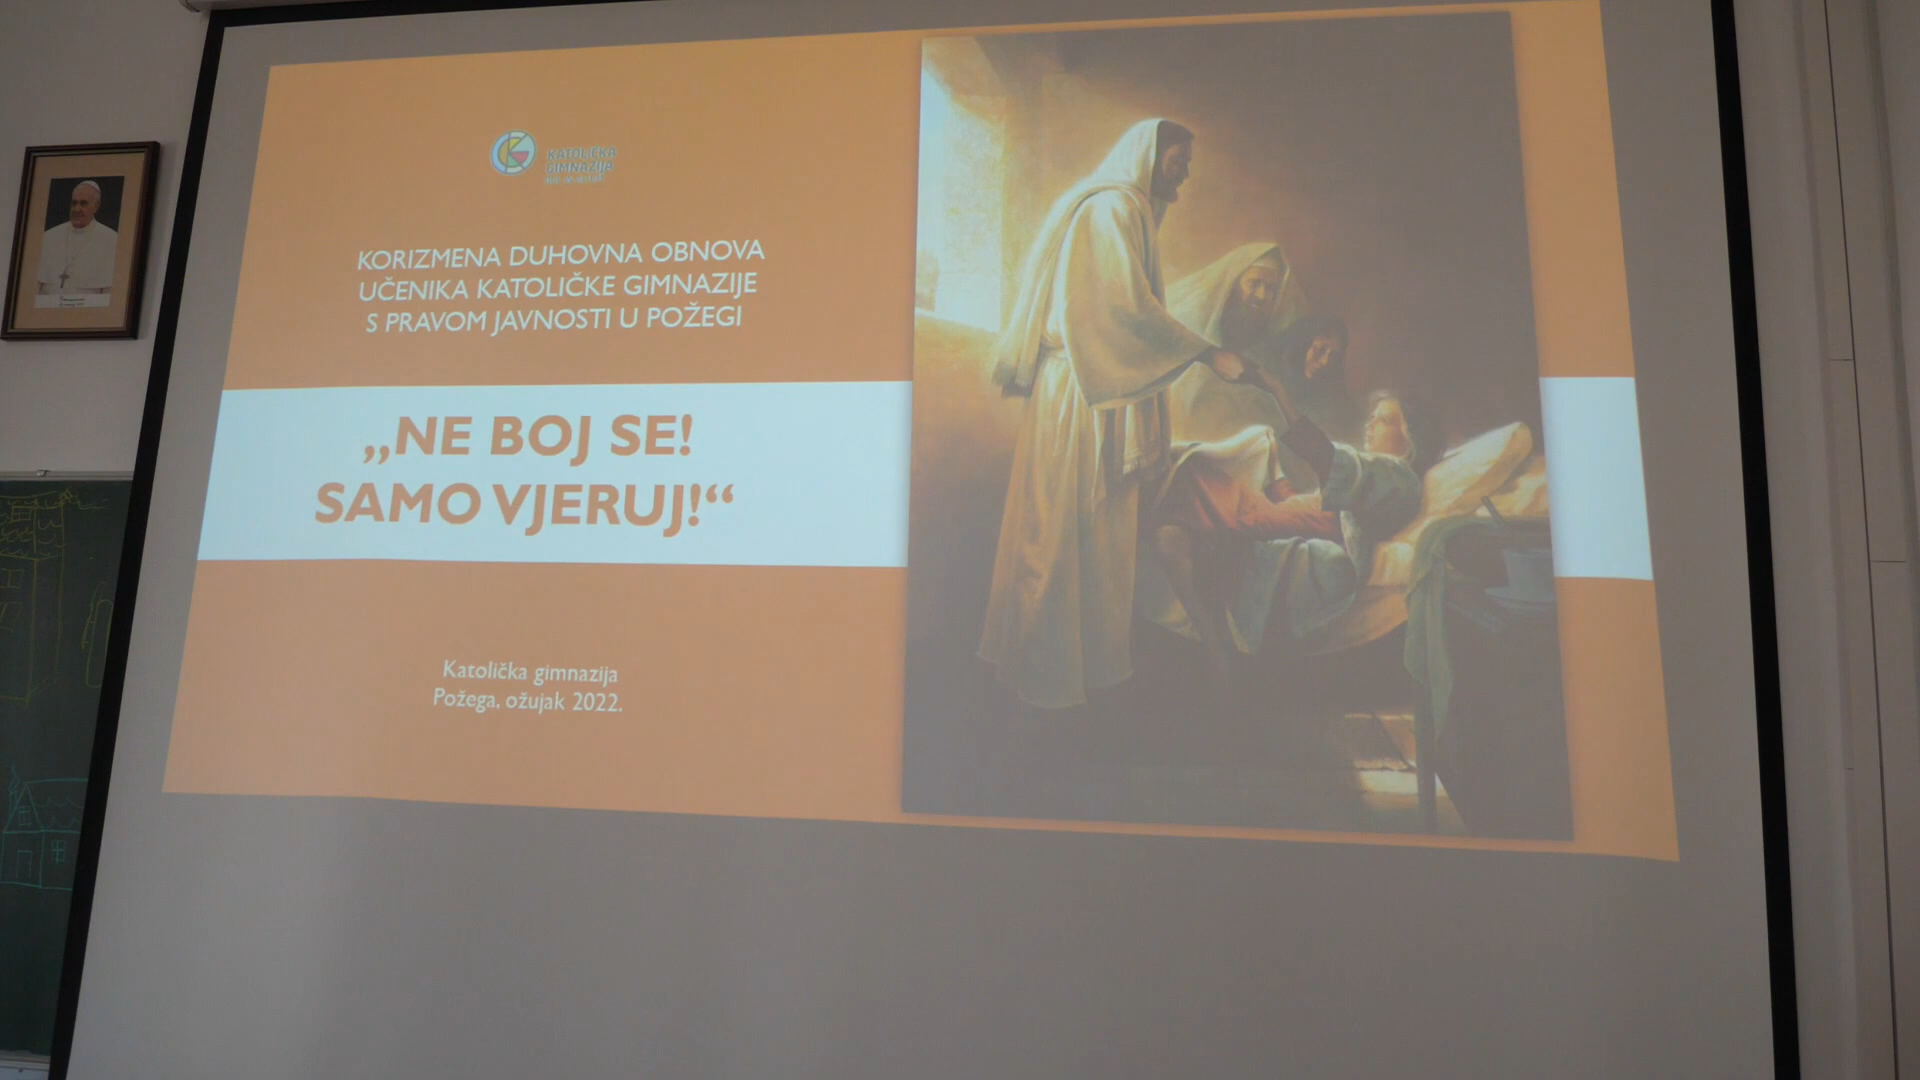 KATOLIČKA
GIMNAZIJA
KORIZMENA DUHOVNA OBNOVA
UČENIKA KATOLIČKE GIMNAZIJE
S PRAVOM JAVNOSTI U POŽEGI
„NE BOJ SE!
SAMO VJERUJ!“
Katolička gimnazija
Požega, ožujak 2022.